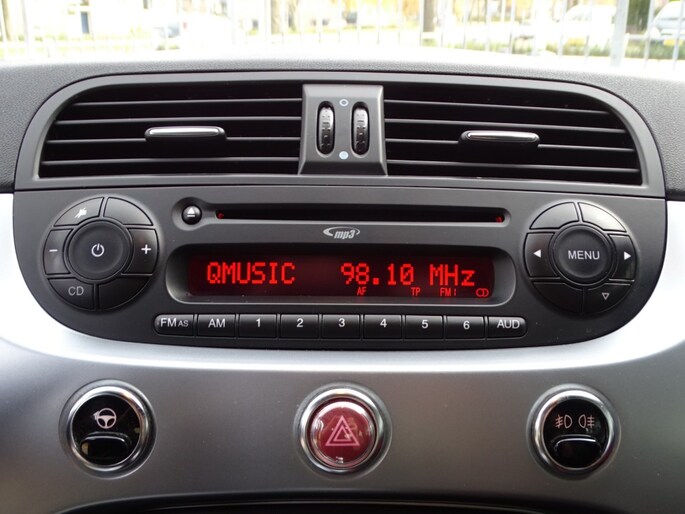 mp3
QMUSIC 98.10 MHz
AF TP FM1 CD
CD
MENU
FM AS AM 1 2 3 4 5 6 AUD